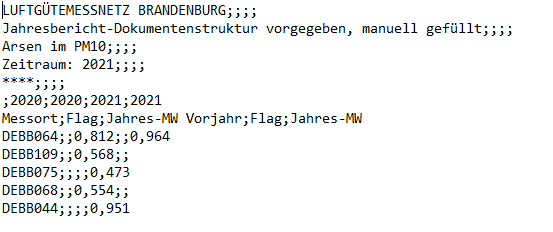 LUFTGÜTEMESSNETZ BRANDENBURG;;;;
Jahresbericht-Dokumentenstruktur vorgegeben, manuell gefüllt;;;;
Arsen im PM10;;;;
Zeitraum: 2021;;;;
****;;;;
;2020;2020;2021;2021
Messort;Flag;Jahres-MW Vorjahr;Flag;Jahres-MW
DEBB064;;0,812;;0,964
DEBB109;;0,568;;
DEBB075;;;;0,473
DEBB068;;0,554;;
DEBB044;;;;0,951